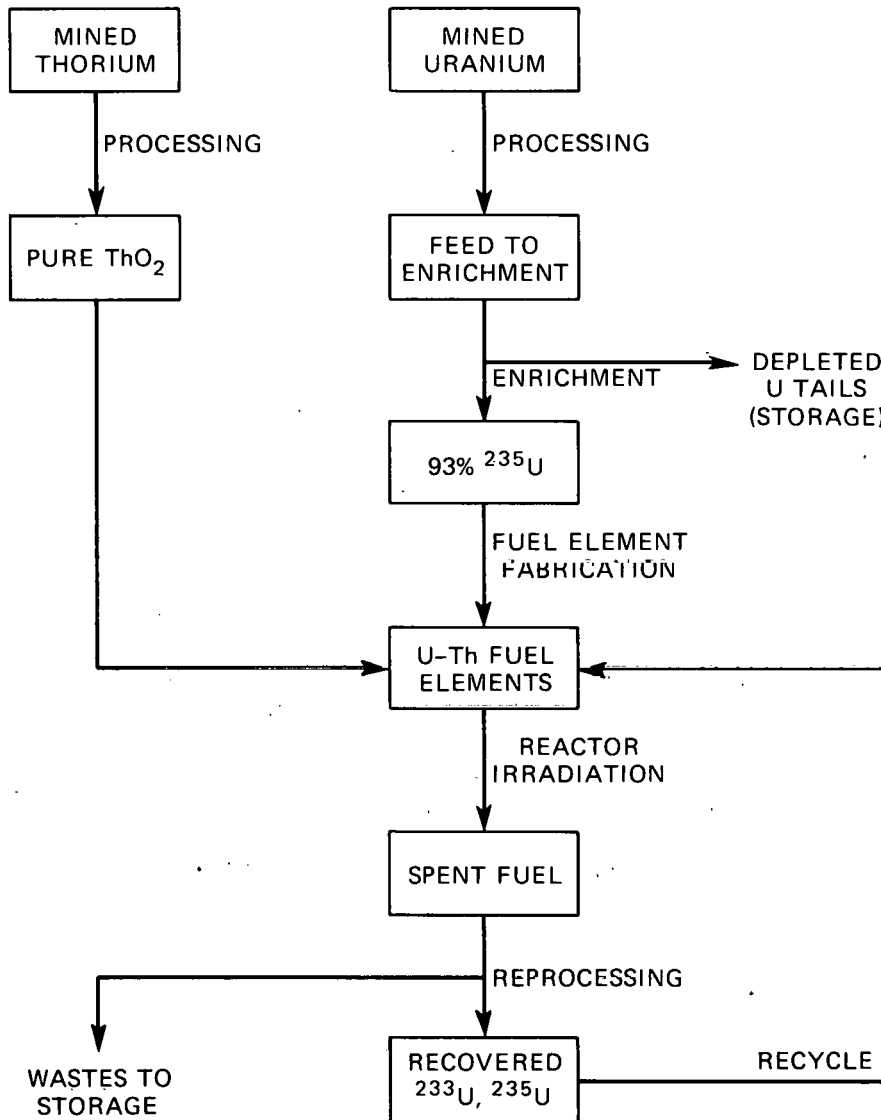 MINED
THORIUM
MINED
URANIUM
PROCESSING
PROCESSING
PURE ThO₂
FEED TO
ENRICHMENT
ENRICHMENT
DEPLETED
U TAILS
(STORAGE)
93% ²³⁵U
FUEL ELEMENT
FABRICATION
U–Th FUEL
ELEMENTS
REACTOR
IRRADIATION
SPENT FUEL
REPROCESSING
WASTES TO
STORAGE
RECOVERED
²³³U, ²³⁵U
RECYCLE